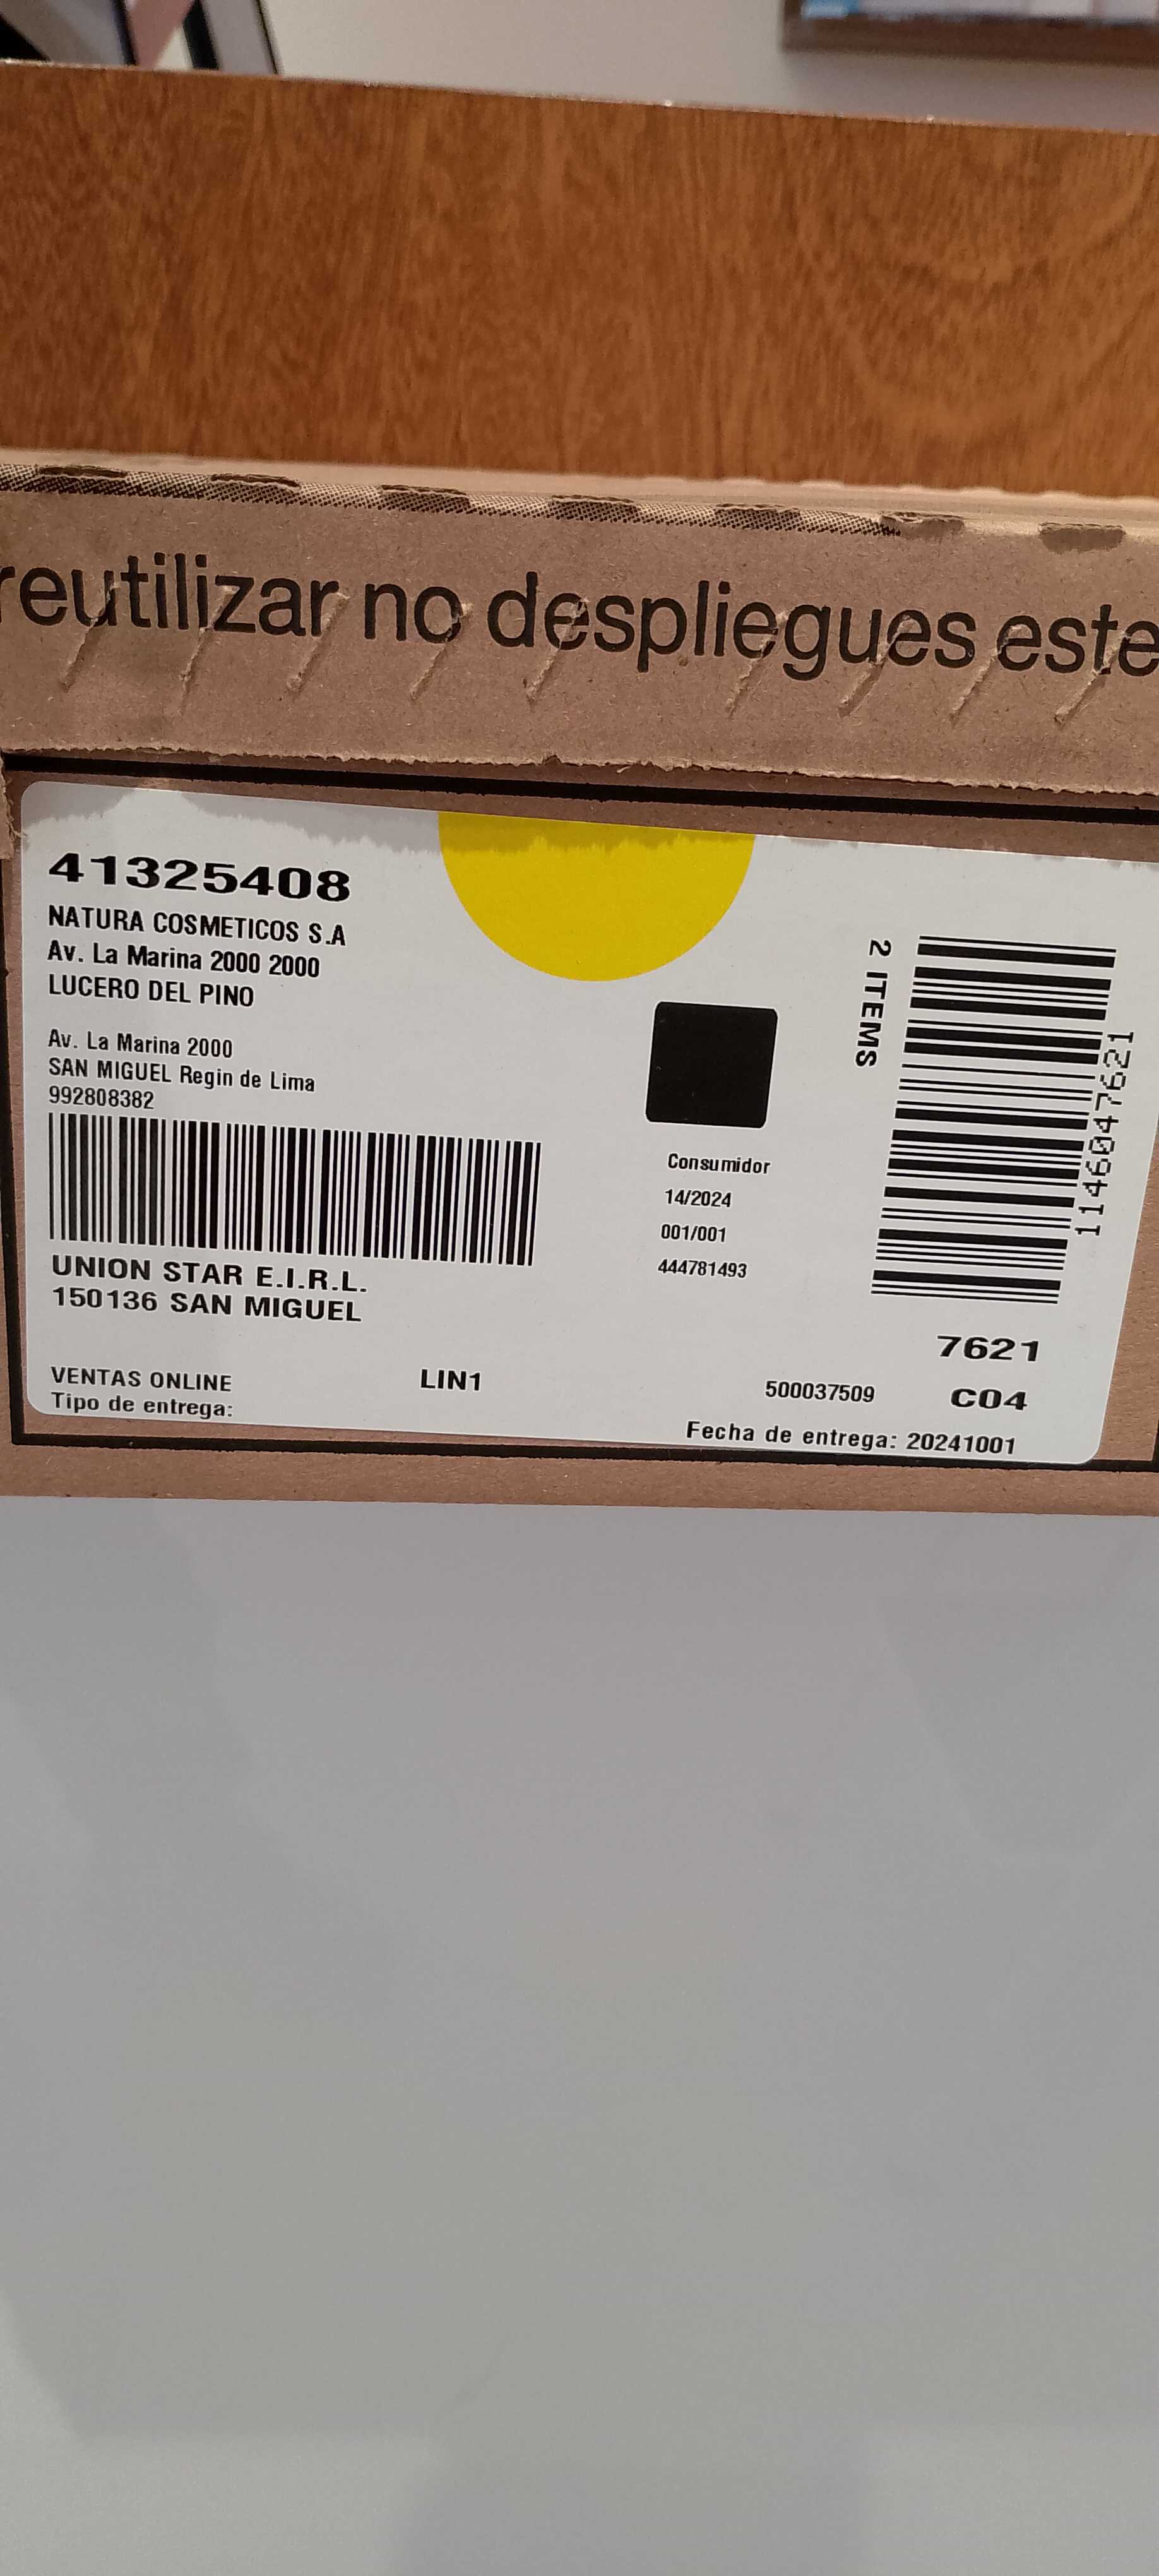 reutilizar no despliegues este
41325408
NATURA COSMETICOS S.A
Av. La Marina 2000 2000
LUCERO DEL PINO
Av. La Marina 2000
SAN MIGUEL Regin de Lima
992808382
UNION STAR E.I.R.L.
150136 SAN MIGUEL
VENTAS ONLINE
Tipo de entrega:
LIN1
Consumidor
14/2024
001/001
444781493
2 ITEMS
1146047621
7621
500037509 C04
Fecha de entrega: 20241001